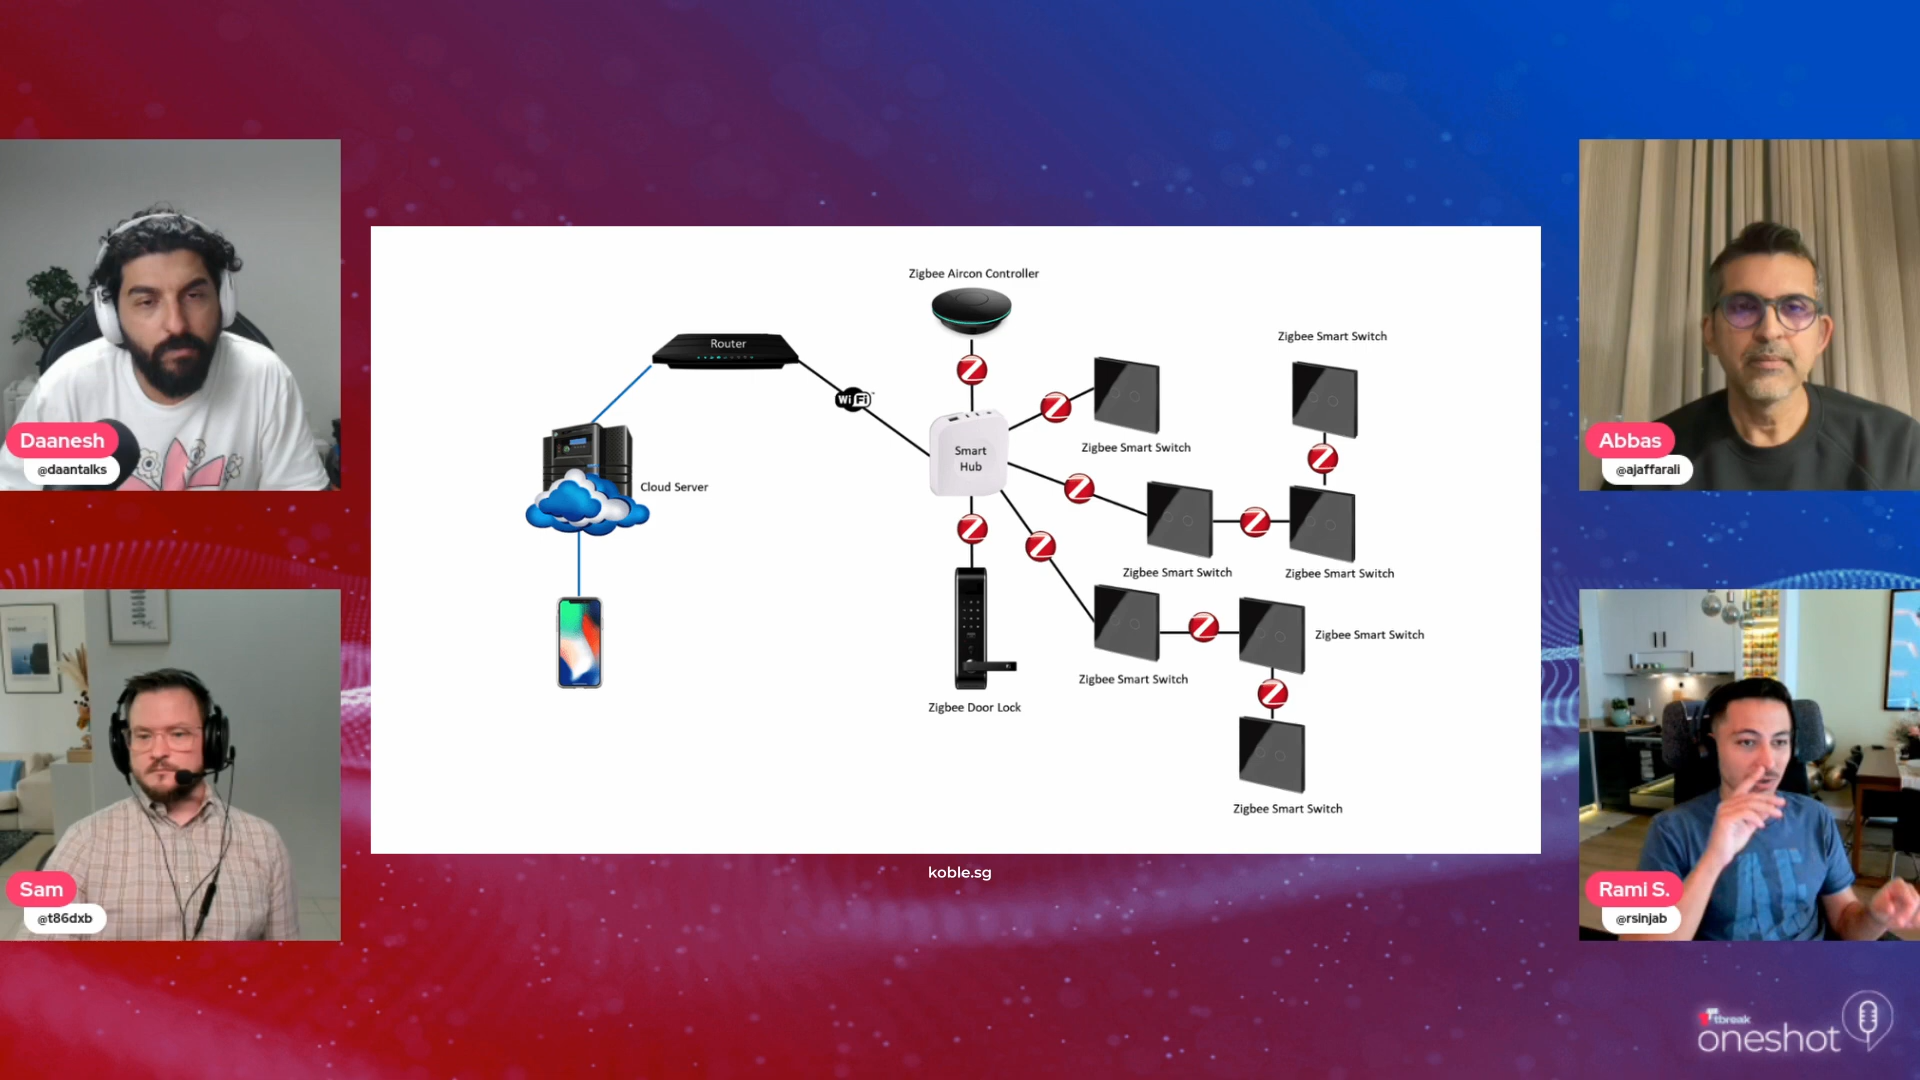 Zigbee Aircon Controller
Router
WiFi
Zigbee Smart Switch
Smart
Hub
Zigbee Smart Switch
Cloud Server
Zigbee Smart Switch
Zigbee Smart Switch
Zigbee Smart Switch
Zigbee Smart Switch
Zigbee Door Lock
Zigbee Smart Switch
koble.sg
Daanesh
@daantalks
Abbas
@ajaffarali
Sam
@t86dxb
Rami S.
@rsinjab
tbreak
oneshot